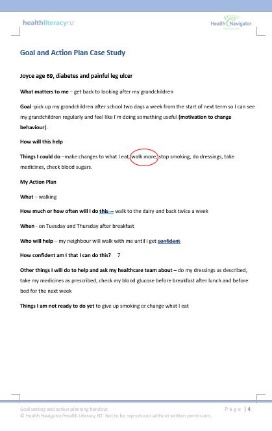 healthliteracy
Health Navigator
Goal and Action Plan Case Study
Joyce age 69, diabetes and painful leg ulcer
What matters to me – get back to looking after my grandchildren
Goal -pick up my grandchildren after school two days a week from the start of next term so I can see
my grandchildren regularly and feel like I'm doing something useful (motivation to change
behaviour).
How will this help
Things I could do - make changes to what I eat, walk more, stop smoking, do dressings, take
medicines, check blood sugars.
My Action Plan
What – walking
How much or how often will I do this – walk to the dairy and back twice a week
When - on Tuesday and Thursday after breakfast
Who will help – my neighbour will walk with me until I get confident
How confident am I that I can do this? 7
Other things I will do to help and ask my healthcare team about – do my dressings as described,
take my medicines as prescribed, check my blood glucose before breakfast after lunch and before
bed for the next week
Things I am not ready to do yet to give up smoking or change what I eat
Goal setting and action planning handout
Page | 4
© Health Navigator/Health Literacy NZ. Not to be reproduced without written permission.